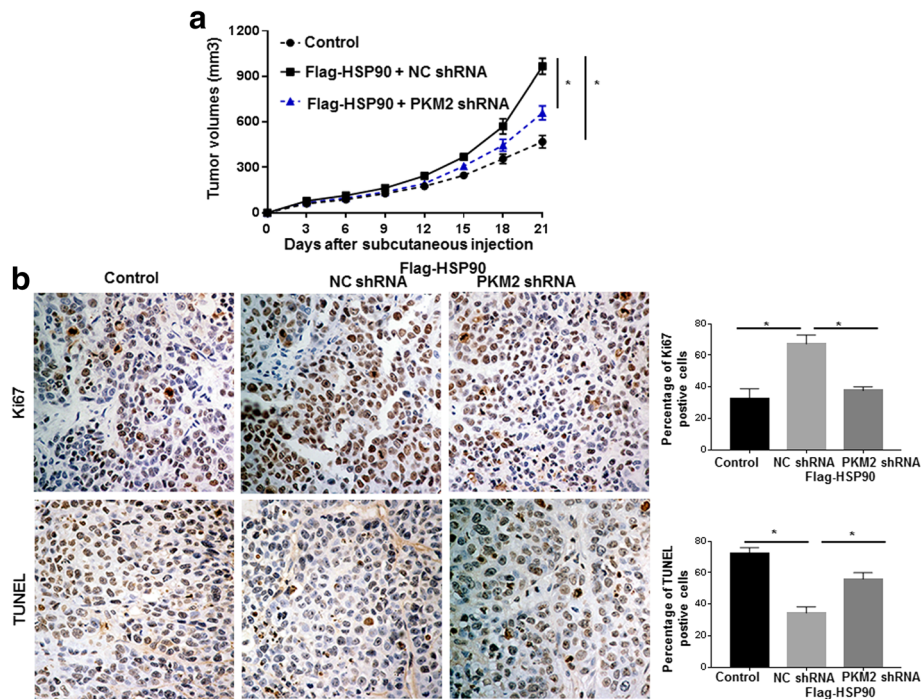 a
Tumor volumes (mm3)
1200
900
600
300
0
Control
Flag-HSP90 + NC shRNA
Flag-HSP90 + PKM2 shRNA
*
*
0 3 6 9 12 15 18 21
Days after subcutaneous injection
b
Flag-HSP90
Control
NC shRNA
PKM2 shRNA
Ki67
TUNEL
Percentage of Ki67
postive cells
80
60
40
20
0
*
*
Control NC shRNA PKM2 shRNA
Flag-HSP90
Percentage of TUNEL
postive cells
80
60
40
20
0
*
*
Control NC shRNA PKM2 shRNA
Flag-HSP90